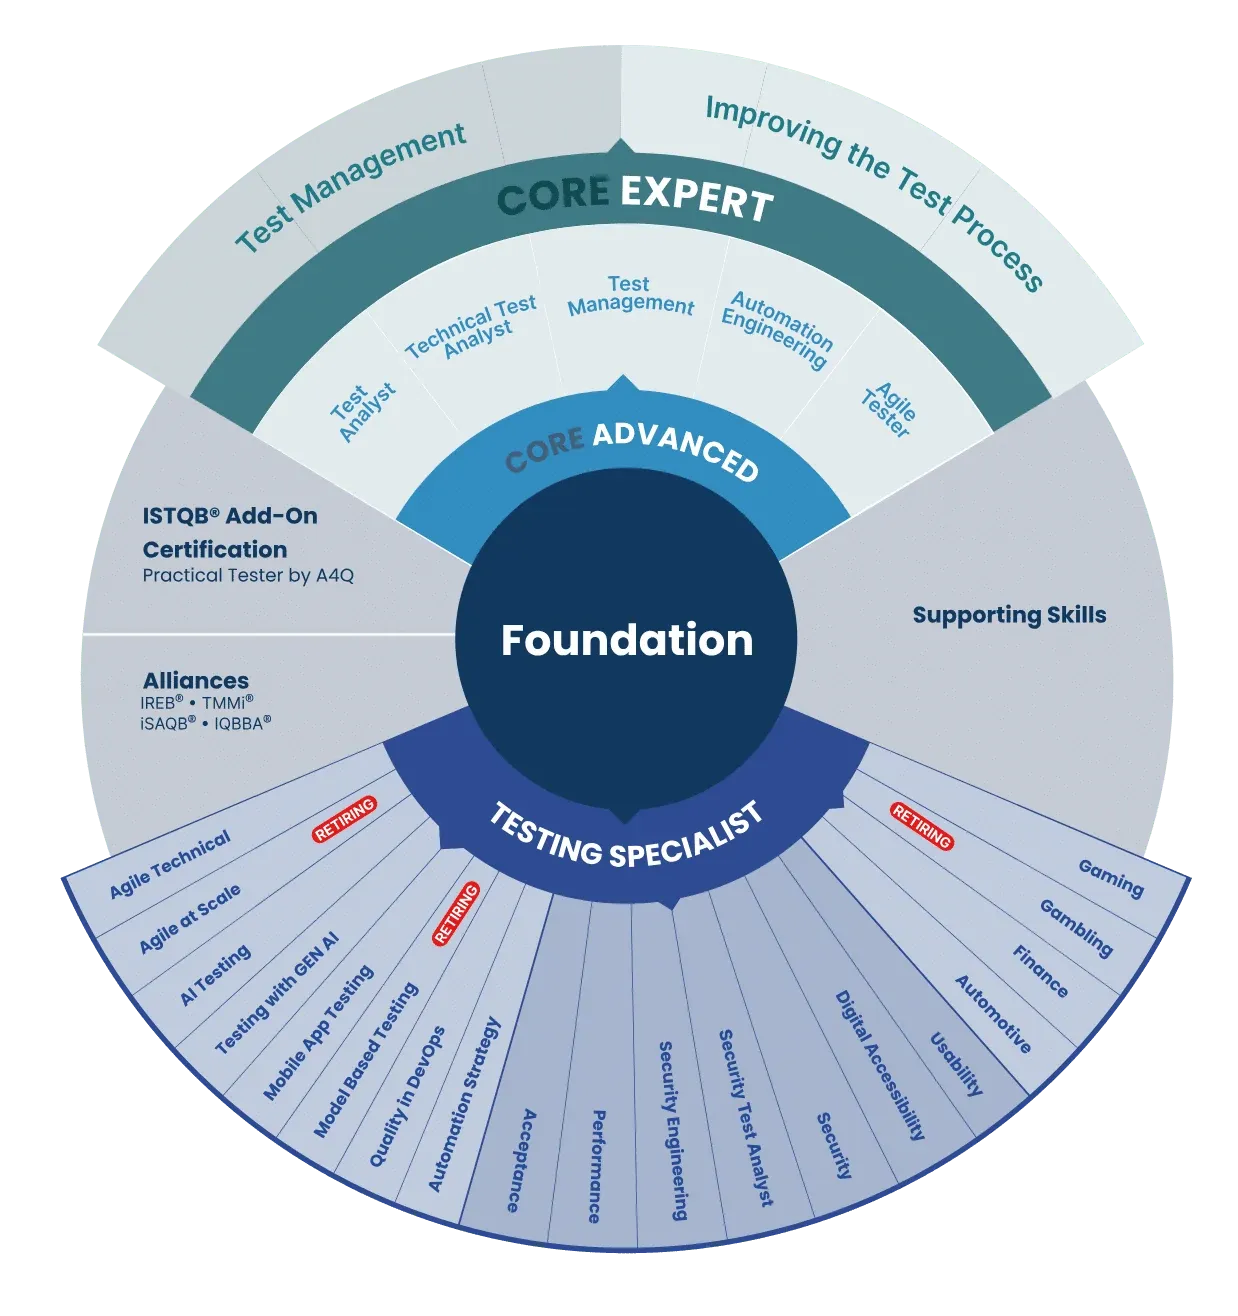 Test Management
Improving the Test Process
CORE EXPERT
Test
Analyst
Technical Test
Analyst
Test
Management
Automation
Engineering
Agile
Tester
CORE ADVANCED
ISTQB® Add-On
Certification
Practical Tester by A4Q
Foundation
Supporting Skills
Alliances
IREB® • TMMi®
iSAQB® • IQBBA®
TESTING SPECIALIST
Agile Technical
RETIRING
Agile at Scale
AI Testing
Testing with GEN AI
Mobile App Testing
RETIRING
Model Based Testing
Quality in DevOps
Automation Strategy
Acceptance
Performance
Security Engineering
Security Test Analyst
Security
Digital Accessibility
Usability
Automotive
Finance
Gambling
RETIRING
Gaming